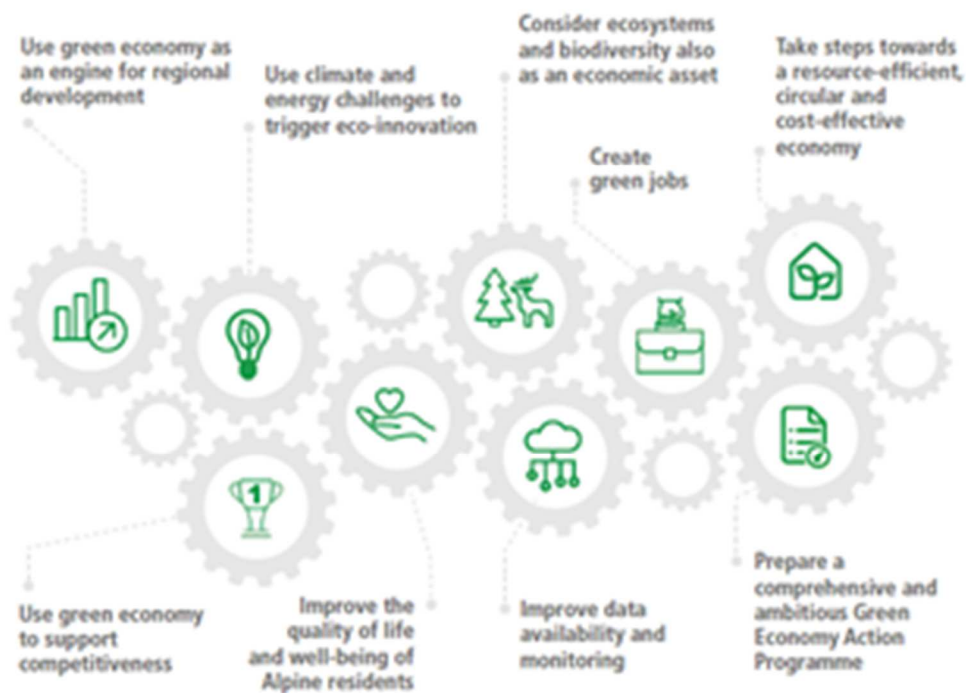 Use green economy as
an engine for regional
development
Use climate and
energy challenges to
trigger eco-innovation
Consider ecosystems
and biodiversity also
as an economic asset
Create
green jobs
Take steps towards
a resource-efficient,
circular and
cost-effective
economy
1
Use green economy
to support
competitiveness
Improve the
quality of life
and well-being of
Alpine residents
Improve data
availability and
monitoring
Prepare a
comprehensive and
ambitious Green
Economy Action
Programme